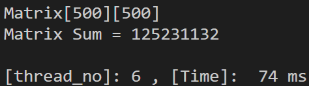 Matrix[500][500]
Matrix Sum = 125231132
[thread_no]: 6 , [Time]:  74 ms